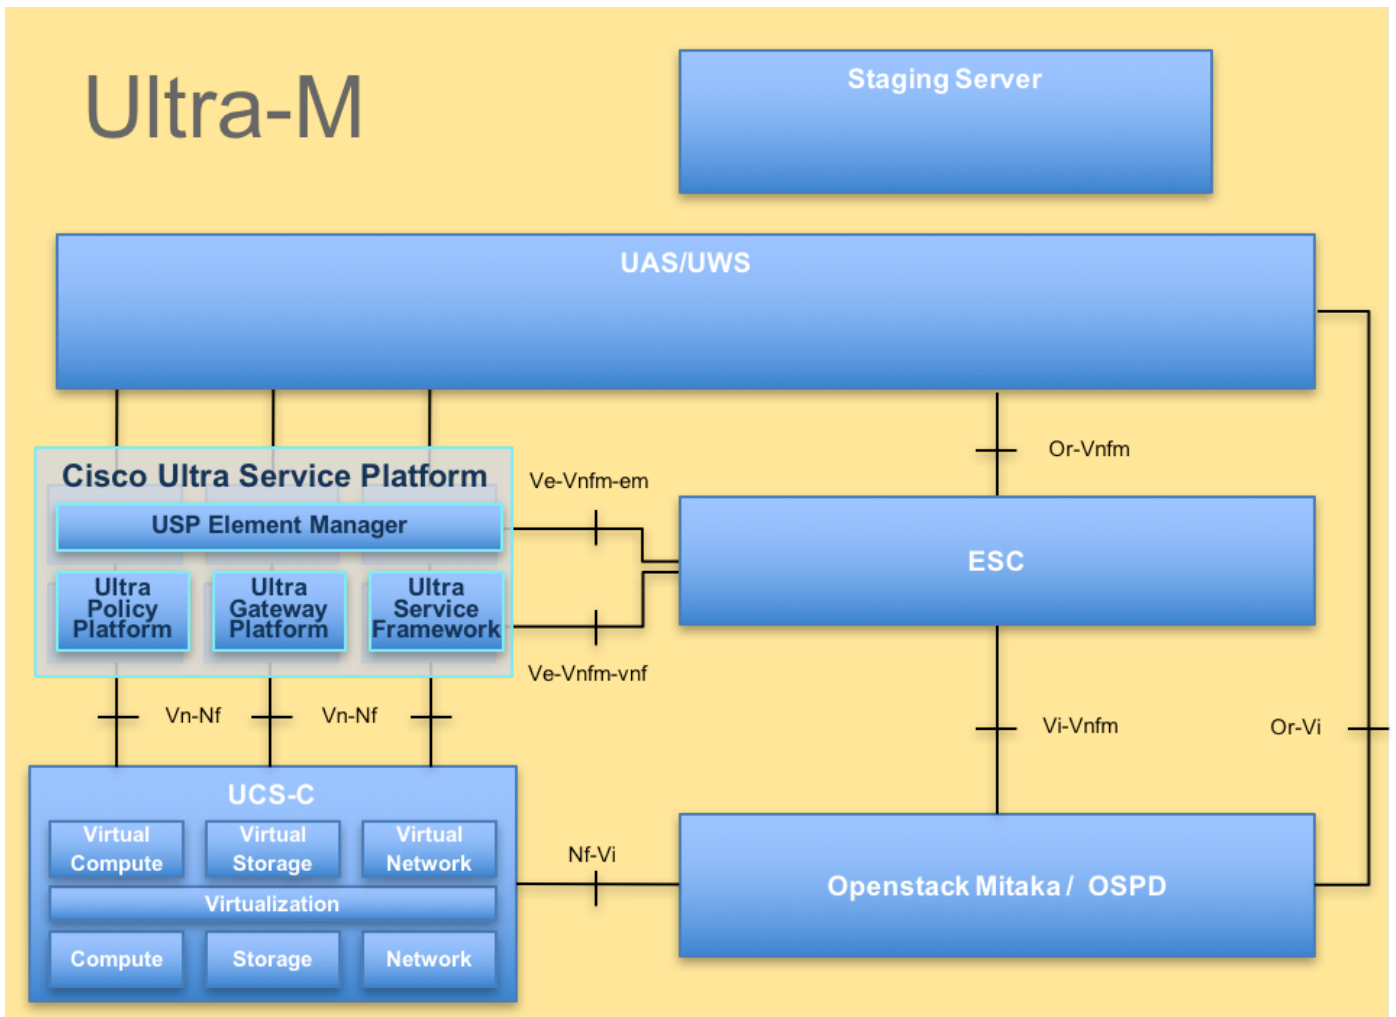 Ultra-M
Staging Server
UAS/UWS
Or-Vnfm
Cisco Ultra Service Platform
Ve-Vnfm-em
USP Element Manager
ESC
Ultra
Policy
Platform
Ultra
Gateway
Platform
Ultra
Service
Framework
Ve-Vnfm-vnf
Vn-Nf
Vn-Nf
Vi-Vnfm
Or-Vi
UCS-C
Virtual
Compute
Virtual
Storage
Virtual
Network
Nf-Vi
Openstack Mitaka / OSPD
Virtualization
Compute
Storage
Network